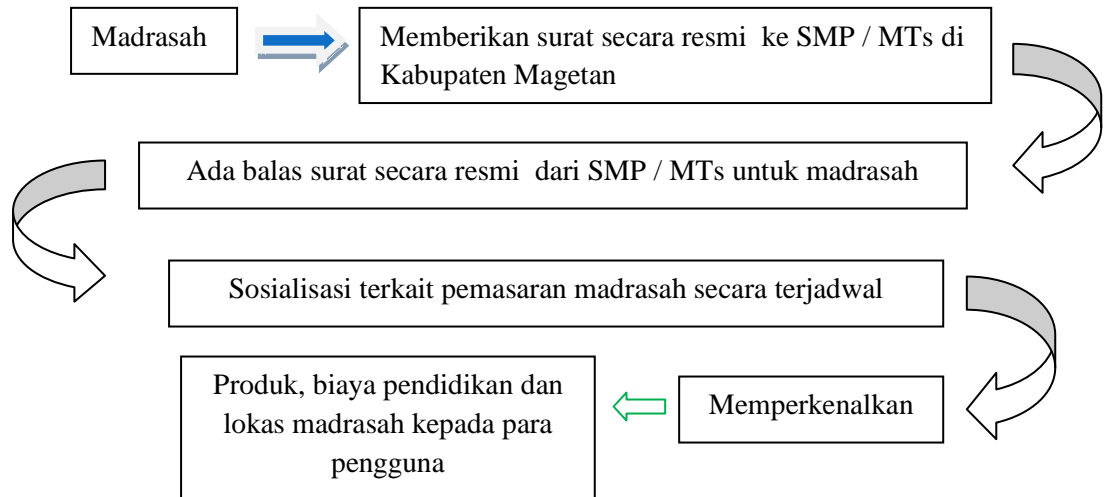 Madrasah
Memberikan surat secara resmi ke SMP / MTs di
Kabupaten Magetan
Ada balas surat secara resmi dari SMP / MTs untuk madrasah
Sosialisasi terkait pemasaran madrasah secara terjadwal
Memperkenalkan
Produk, biaya pendidikan dan
lokas madrasah kepada para
pengguna